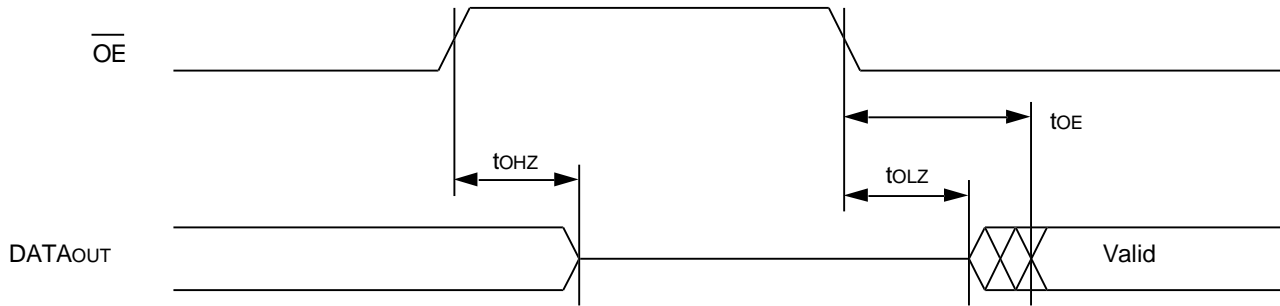 OE
tOE
tOHZ
tOLZ
DATAOUT
Valid